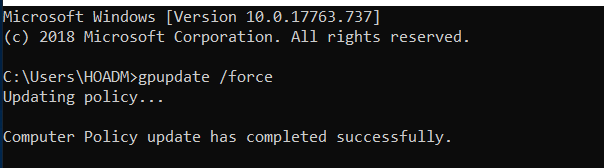 Microsoft Windows [Version 10.0.17763.737]
(c) 2018 Microsoft Corporation. All rights reserved.
C:\Users\HOADM>gpupdate /force
Updating policy...
Computer Policy update has completed successfully.